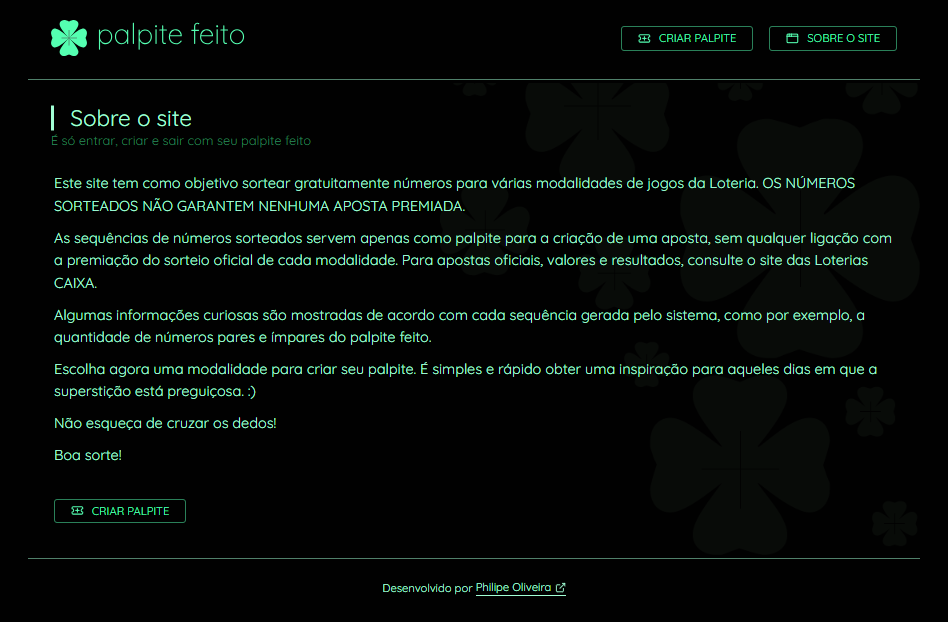 palpite feito
CRIAR PALPITE
SOBRE O SITE
Sobre o site
É só entrar, criar e sair com seu palpite feito
Este site tem como objetivo sortear gratuitamente números para várias modalidades de jogos da Loteria. OS NÚMEROS
SORTEADOS NÃO GARANTEM NENHUMA APOSTA PREMIADA.
As sequências de números sorteados servem apenas como palpite para a criação de uma aposta, sem qualquer ligação com
a premiação do sorteio oficial de cada modalidade. Para apostas oficiais, valores e resultados, consulte o site das Loterias
CAIXA.
Algumas informações curiosas são mostradas de acordo com cada sequência gerada pelo sistema, como por exemplo, a
quantidade de números pares e ímpares do palpite feito.
Escolha agora uma modalidade para criar seu palpite. É simples e rápido obter uma inspiração para aqueles dias em que a
superstição está preguiçosa. :)
Não esqueça de cruzar os dedos!
Boa sorte!
CRIAR PALPITE
Desenvolvido por Philipe Oliveira